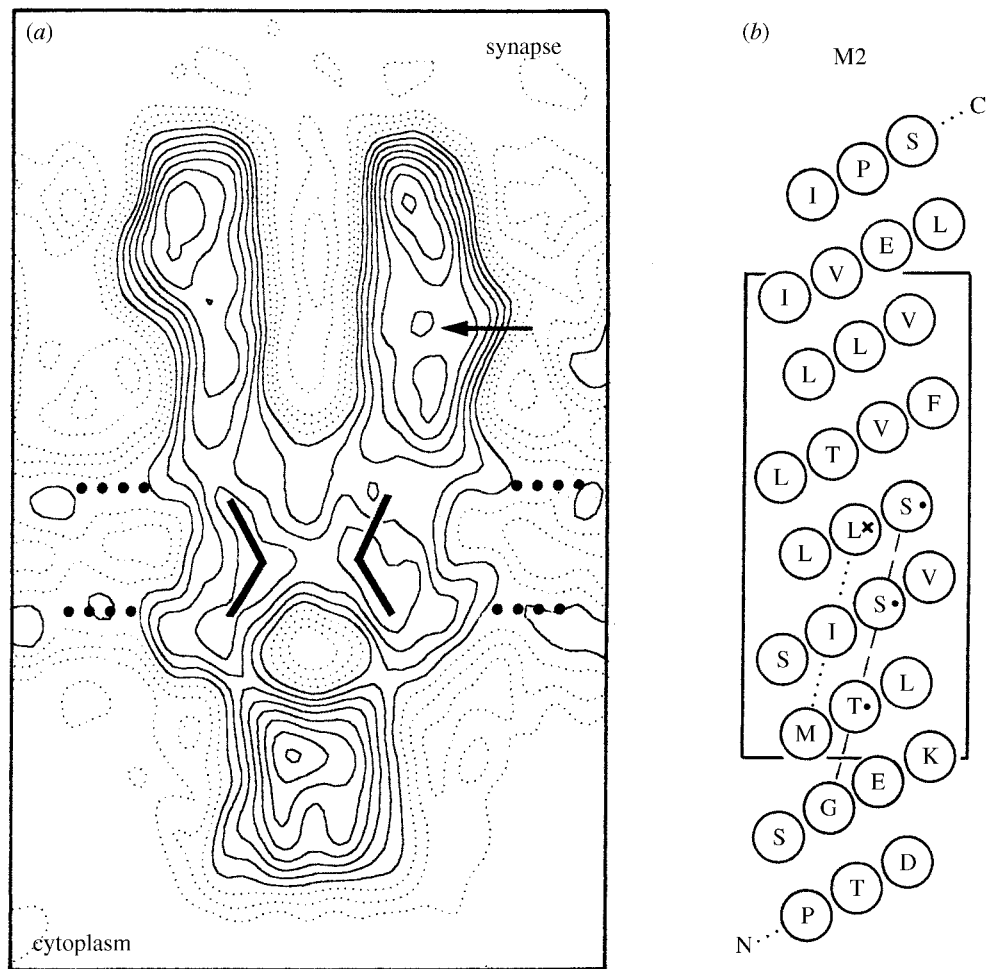 (a)
synapse
cytoplasm
(b)
M2
C
I P S
I V E L
L L V
L T V F
L L S
S I S V
M T L
S G E K
P T D
N